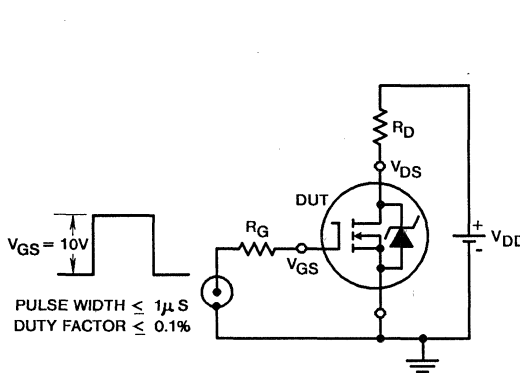 R_D
V_DS
DUT
R_G
V_GS = 10V
V_GS
+
-
V_DD
PULSE WIDTH ≤ 1μS
DUTY FACTOR ≤ 0.1%